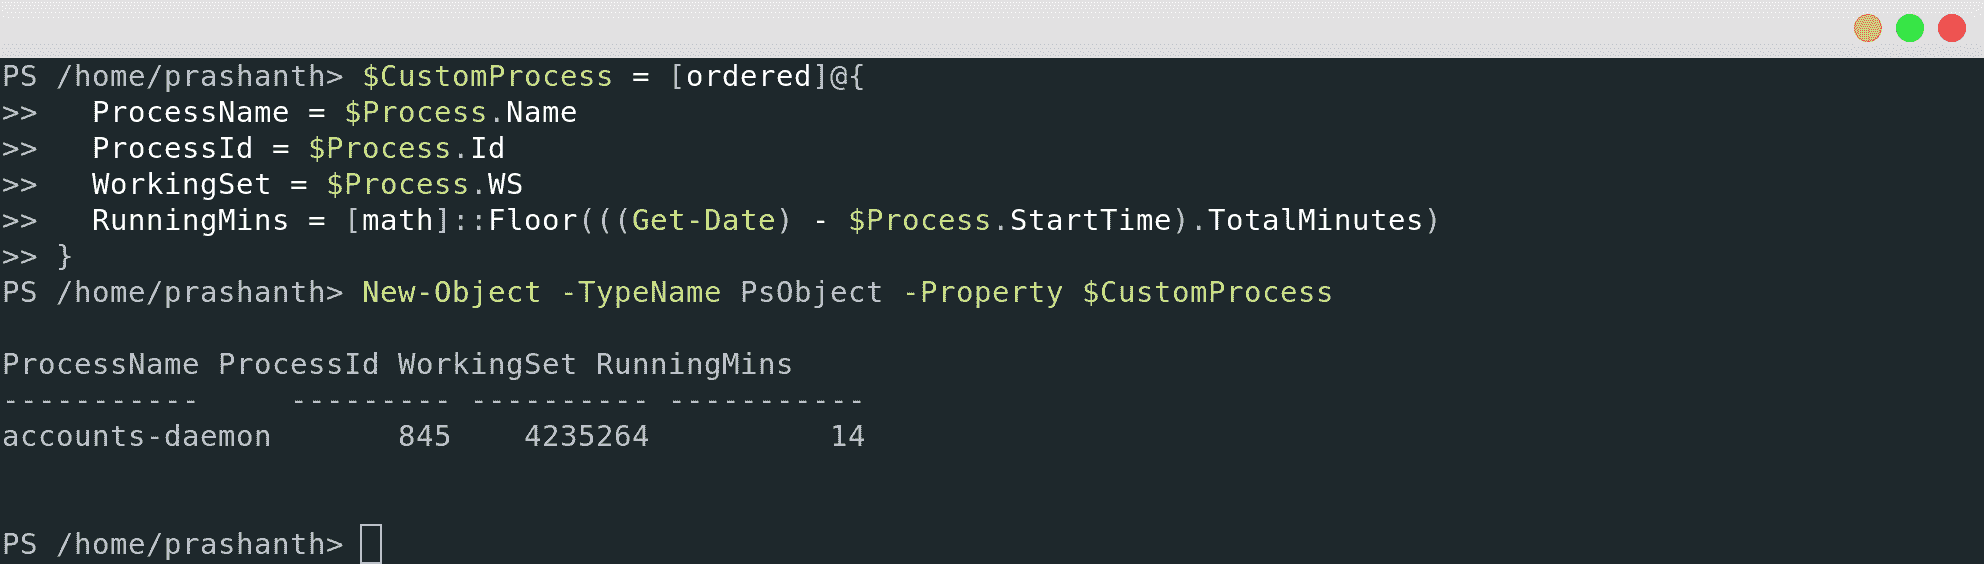 PS /home/prashanth> $CustomProcess = [ordered]@{
>>   ProcessName = $Process.Name
>>   ProcessId = $Process.Id
>>   WorkingSet = $Process.WS
>>   RunningMins = [math]::Floor(((Get-Date) - $Process.StartTime).TotalMinutes)
>> }
PS /home/prashanth> New-Object -TypeName PsObject -Property $CustomProcess
ProcessName ProcessId WorkingSet RunningMins
-----------     --------- ---------- -----------
accounts-daemon       845    4235264          14
PS /home/prashanth>